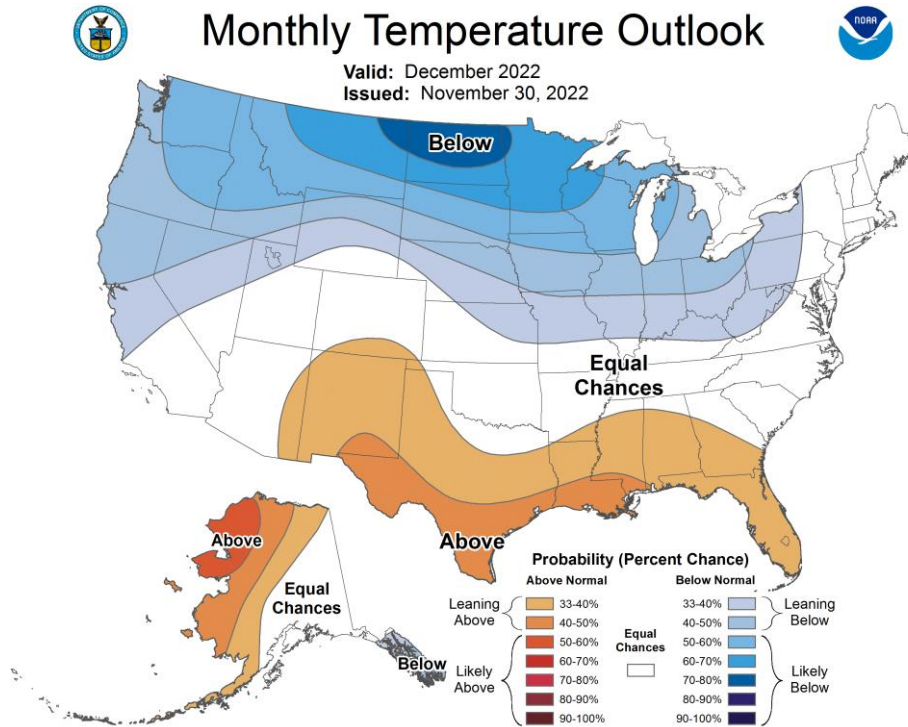 Monthly Temperature Outlook
NOAA
Valid: December 2022
Issued: November 30, 2022
Below
Equal
Chances
Above
Above
Equal
Chances
Below
Probability (Percent Chance)
Above Normal
Below Normal
Leaning
Above
33-40%
40-50%
Likely
Above
50-60%
60-70%
70-80%
80-90%
90-100%
Equal
Chances
33-40%
40-50%
Leaning
Below
50-60%
60-70%
70-80%
80-90%
90-100%
Likely
Below